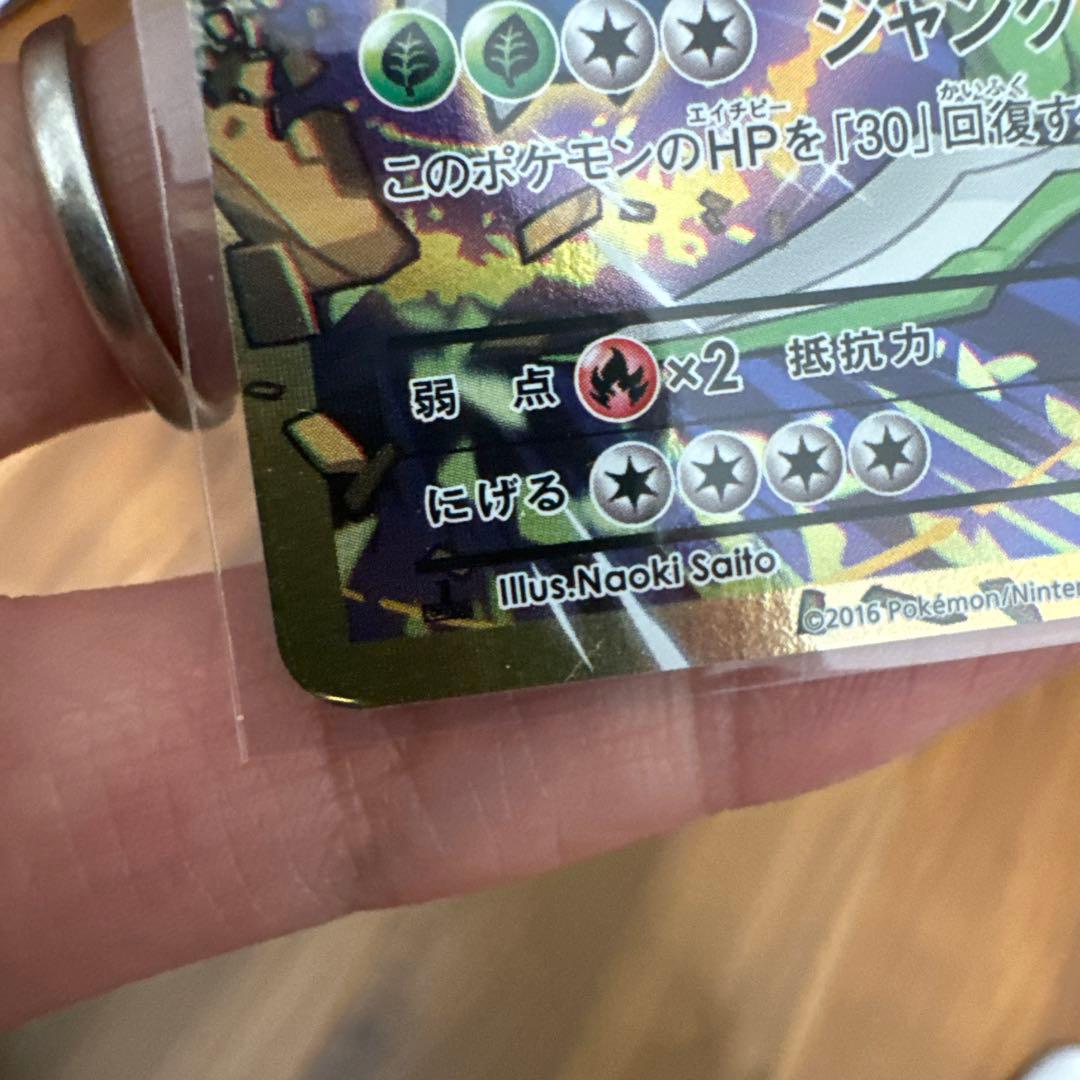 ジャング
このポケモンのHPを「30」回復す
エイチピー かいふく
弱 点 ×2 抵抗力
にげる
Illus.Naoki Saito
©2016 Pokémon/Ninten